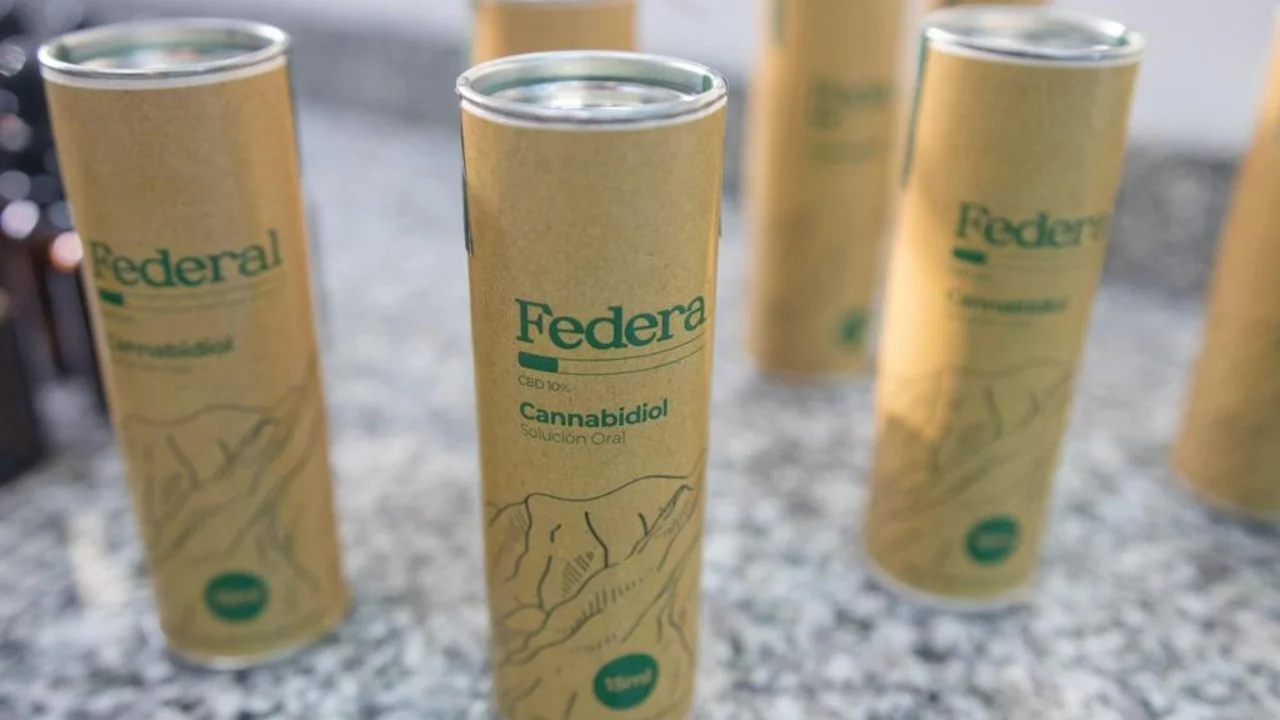 Federal
Cannabidiol
Federa
CBD 10%
Cannabidiol
Solución Oral
15ml
Federa
Cannabidiol